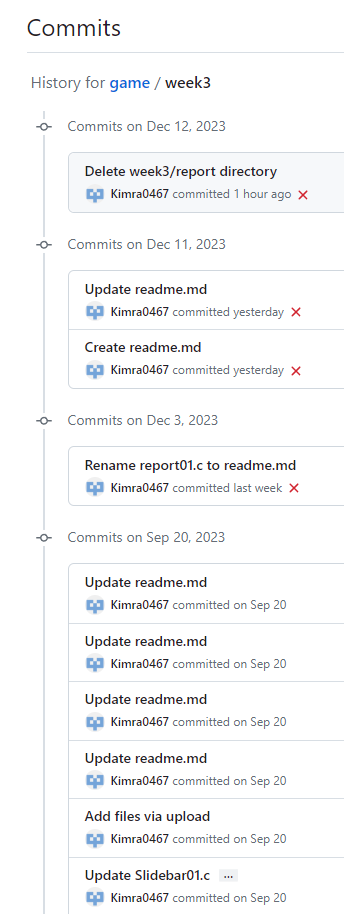 Commits
History for game / week3
Commits on Dec 12, 2023
Delete week3/report directory
Kimra0467 committed 1 hour ago
Commits on Dec 11, 2023
Update readme.md
Kimra0467 committed yesterday
Create readme.md
Kimra0467 committed yesterday
Commits on Dec 3, 2023
Rename report01.c to readme.md
Kimra0467 committed last week
Commits on Sep 20, 2023
Update readme.md
Kimra0467 committed on Sep 20
Update readme.md
Kimra0467 committed on Sep 20
Update readme.md
Kimra0467 committed on Sep 20
Update readme.md
Kimra0467 committed on Sep 20
Add files via upload
Kimra0467 committed on Sep 20
Update Slidebar01.c ...
Kimra0467 committed on Sep 20